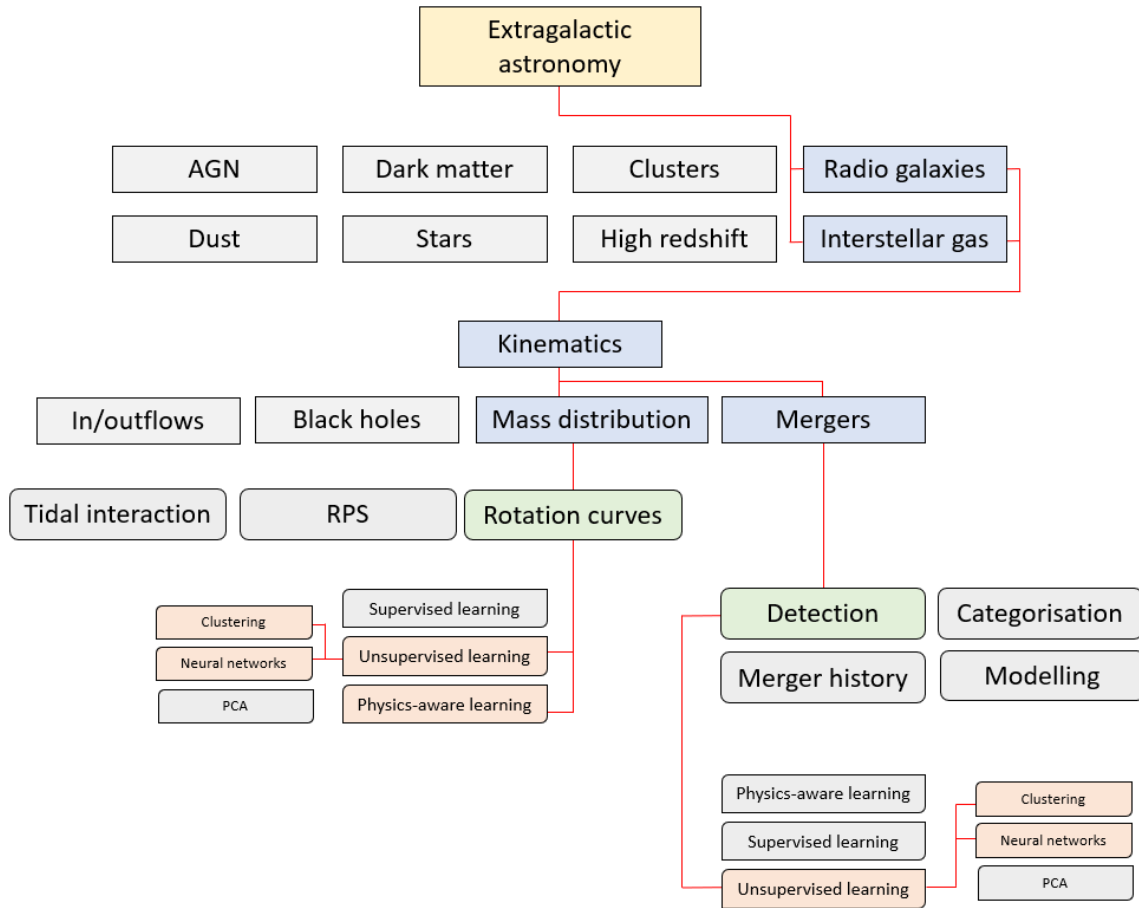 Extragalactic
astronomy
AGN
Dark matter
Clusters
Radio galaxies
Dust
Stars
High redshift
Interstellar gas
Kinematics
In/outflows
Black holes
Mass distribution
Mergers
Tidal interaction
RPS
Rotation curves
Supervised learning
Clustering
Unsupervised learning
Neural networks
Physics-aware learning
PCA
Detection
Categorisation
Merger history
Modelling
Physics-aware learning
Supervised learning
Unsupervised learning
Clustering
Neural networks
PCA